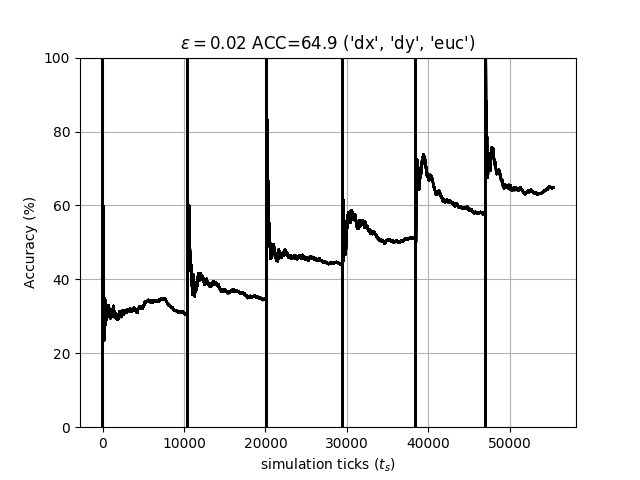 ε = 0.02 ACC=64.9 ('dx', 'dy', 'euc')
100
80
60
40
20
0
Accuracy (%)
0 10000 20000 30000 40000 50000
simulation ticks (tₛ)